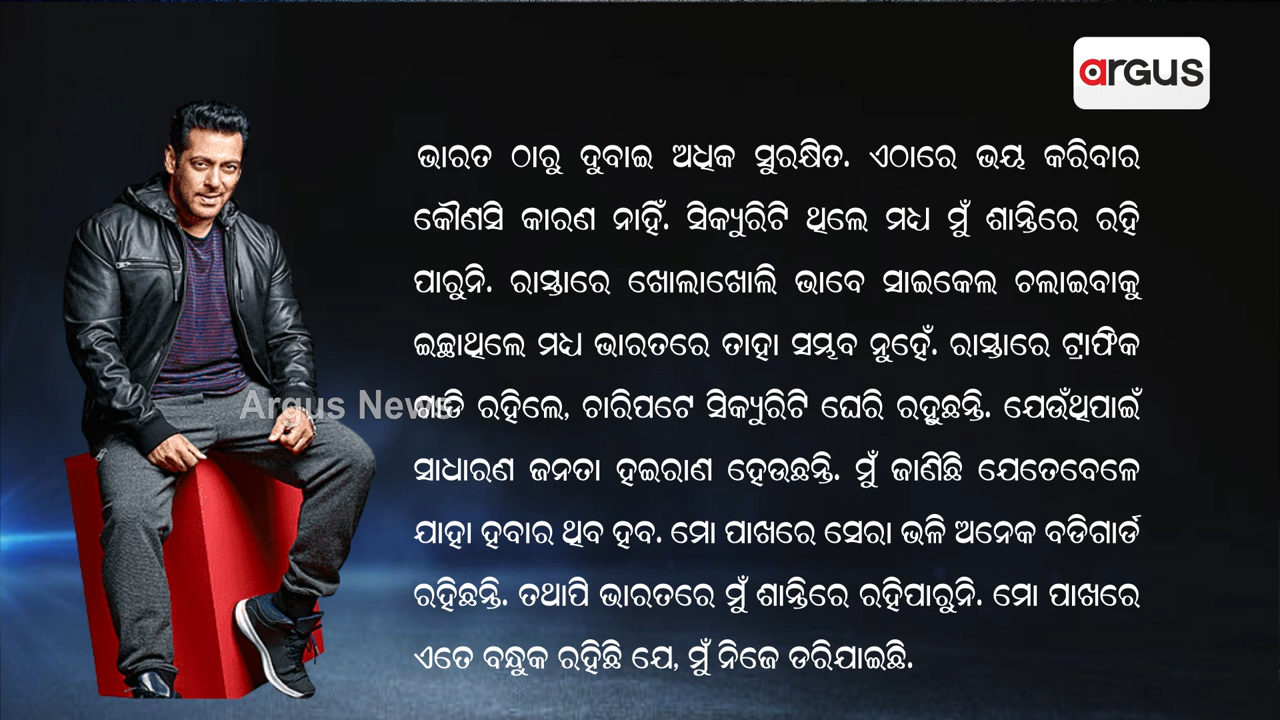 argus
ଭାରତ ଠାରୁ ଦୁବାଇ ଅଧିକ ସୁରକ୍ଷିତ. ଏଠାରେ ଭୟ କରିବାର
କୌଣସି କାରଣ ନାହିଁ. ସିକ୍ୟୁରିଟି ଥିଲେ ମଧ୍ୟ ମୁଁ ଶାନ୍ତିରେ ରହି
ପାରୁନି. ରାସ୍ତାରେ ଖୋଲାଖୋଲି ଭାବେ ସାଇକେଲ ଚଲାଇବାକୁ
ଇଚ୍ଛାଥିଲେ ମଧ୍ୟ ଭାରତରେ ତାହା ସମ୍ଭବ ନୁହେଁ. ରାସ୍ତାରେ ଟ୍ରାଫିକ
Argus News ରହିଲେ, ଚାରିପଟେ ସିକ୍ୟୁରିଟି ଘେରି ରହୁଛନ୍ତି. ଯେଉଁଥିପାଇଁ
ସାଧାରଣ ଜନତା ହଇରାଣ ହେଉଛନ୍ତି. ମୁଁ ଜାଣିଛି ଯେତେବେଳେ
ଯାହା ହବାର ଥିବ ହବ. ମୋ ପାଖରେ ସେରା ଭଳି ଅନେକ ବଡିଗାର୍ଡ
ରହିଛନ୍ତି. ତଥାପି ଭାରତରେ ମୁଁ ଶାନ୍ତିରେ ରହିପାରୁନି. ମୋ ପାଖରେ
ଏତେ ବନ୍ଧୁକ ରହିଛି ଯେ, ମୁଁ ନିଜେ ଡରିଯାଇଛି.